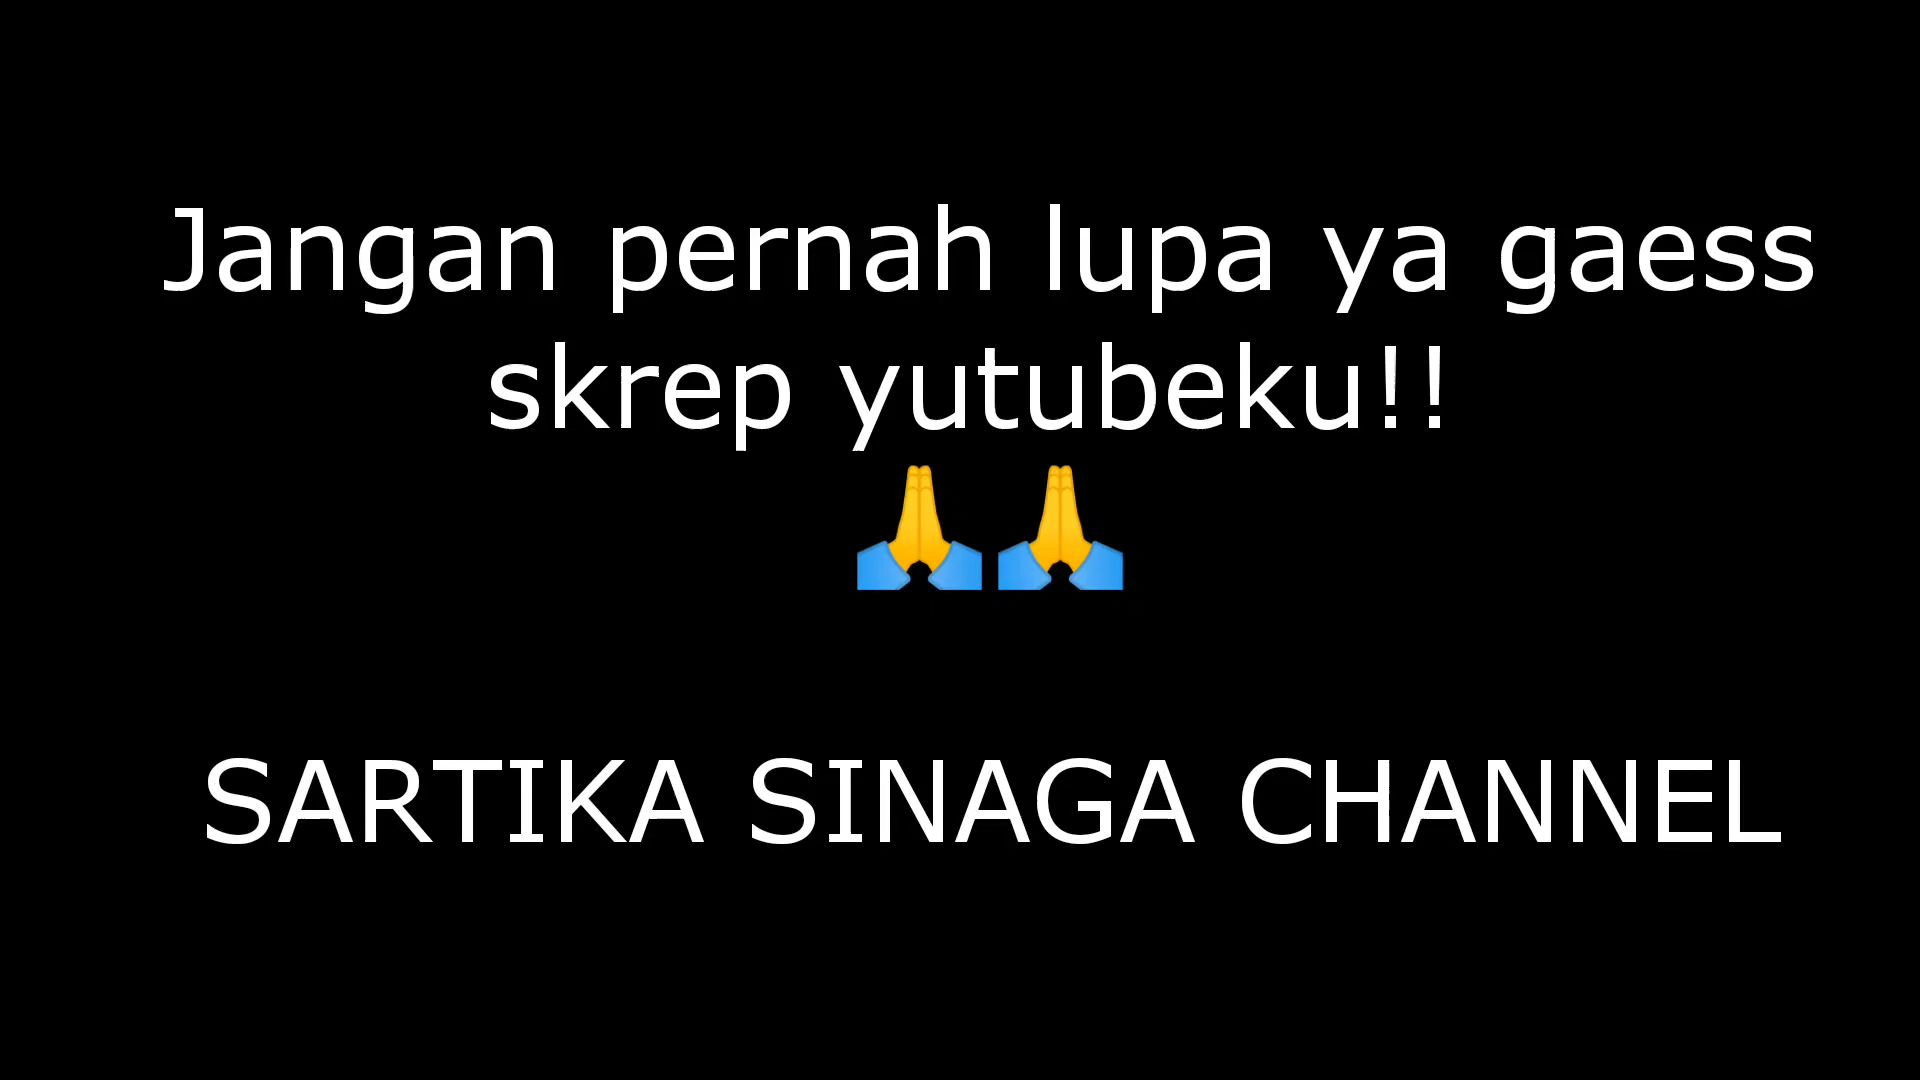 Jangan pernah lupa ya gaess
skrep yutubeku!!
🙏🙏
SARTIKA SINAGA CHANNEL